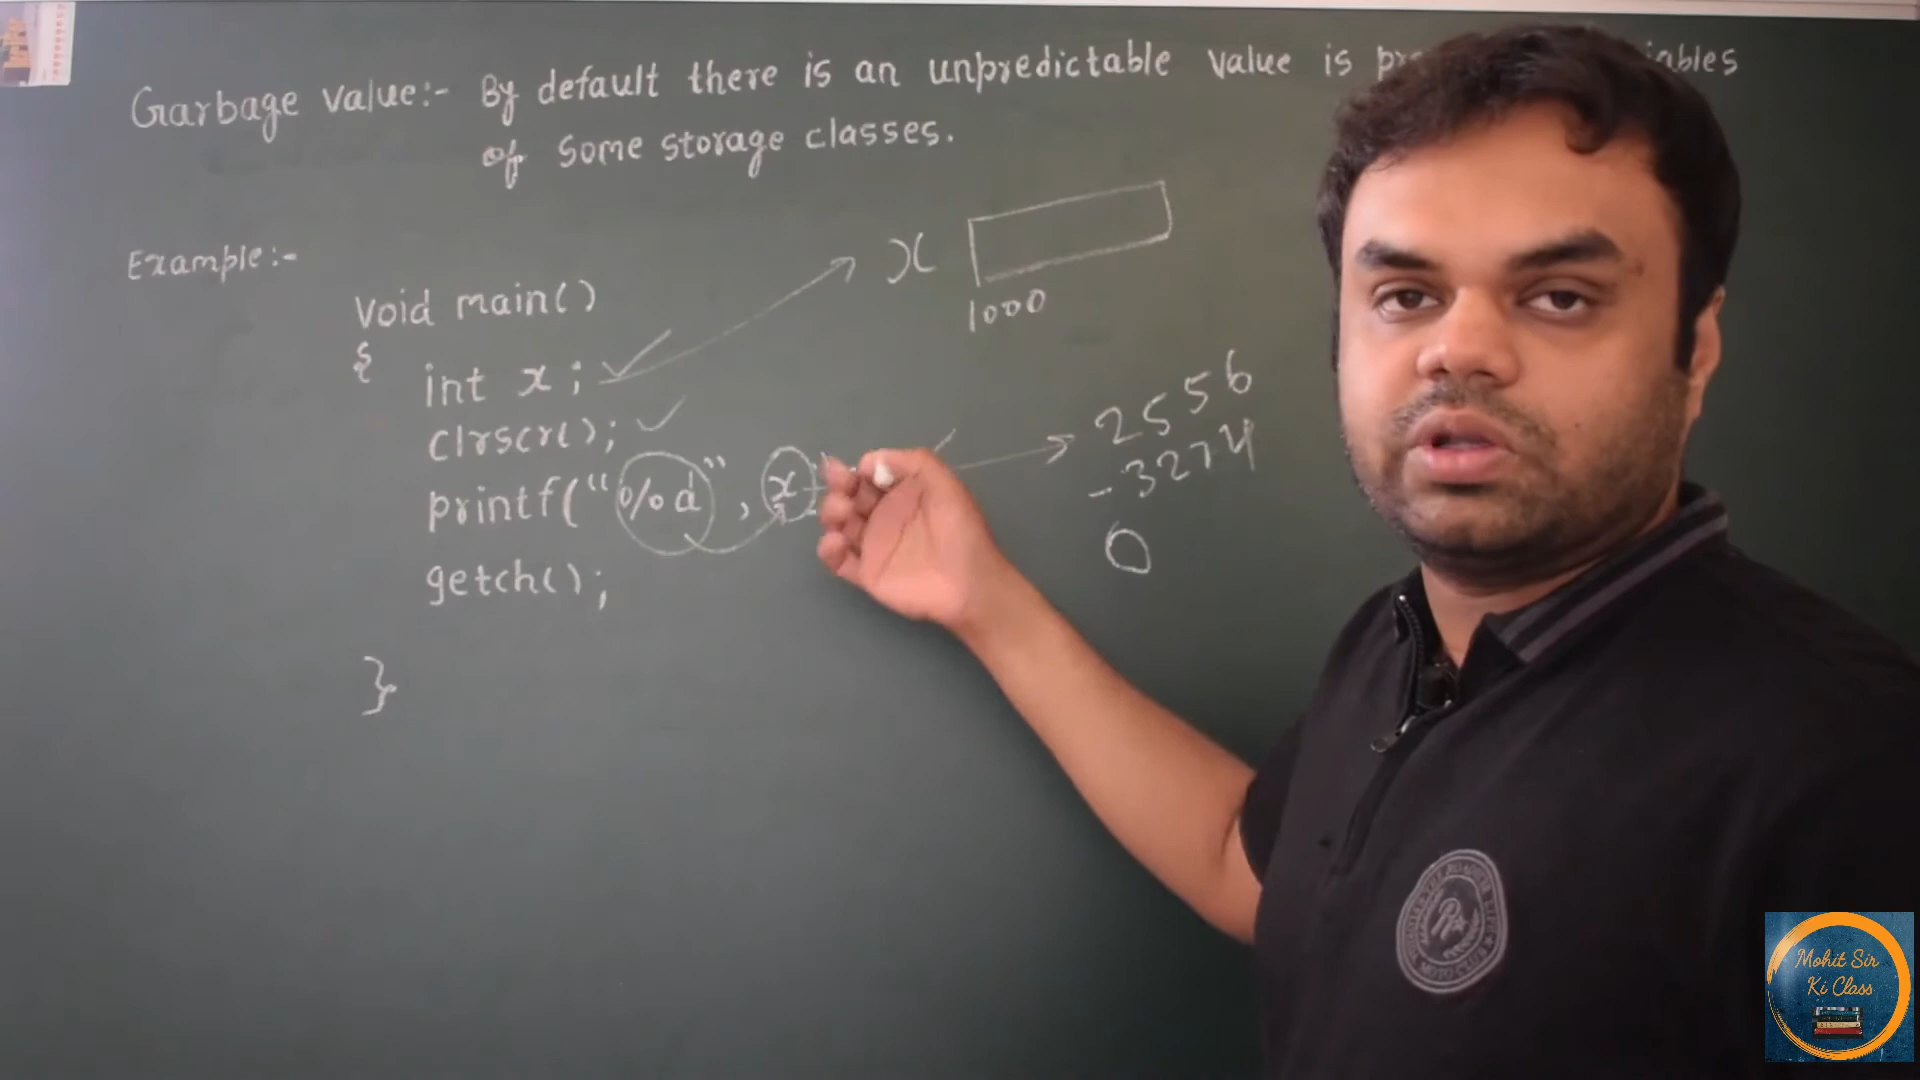 Garbage value:- By default there is an unpredictable value is
of some storage classes.
Example:-
x
1000
void main()
{
int x;
clrscr();
printf("%d", x
getch();
}
2556
-3274
0
Mohit Sir
Ki Class